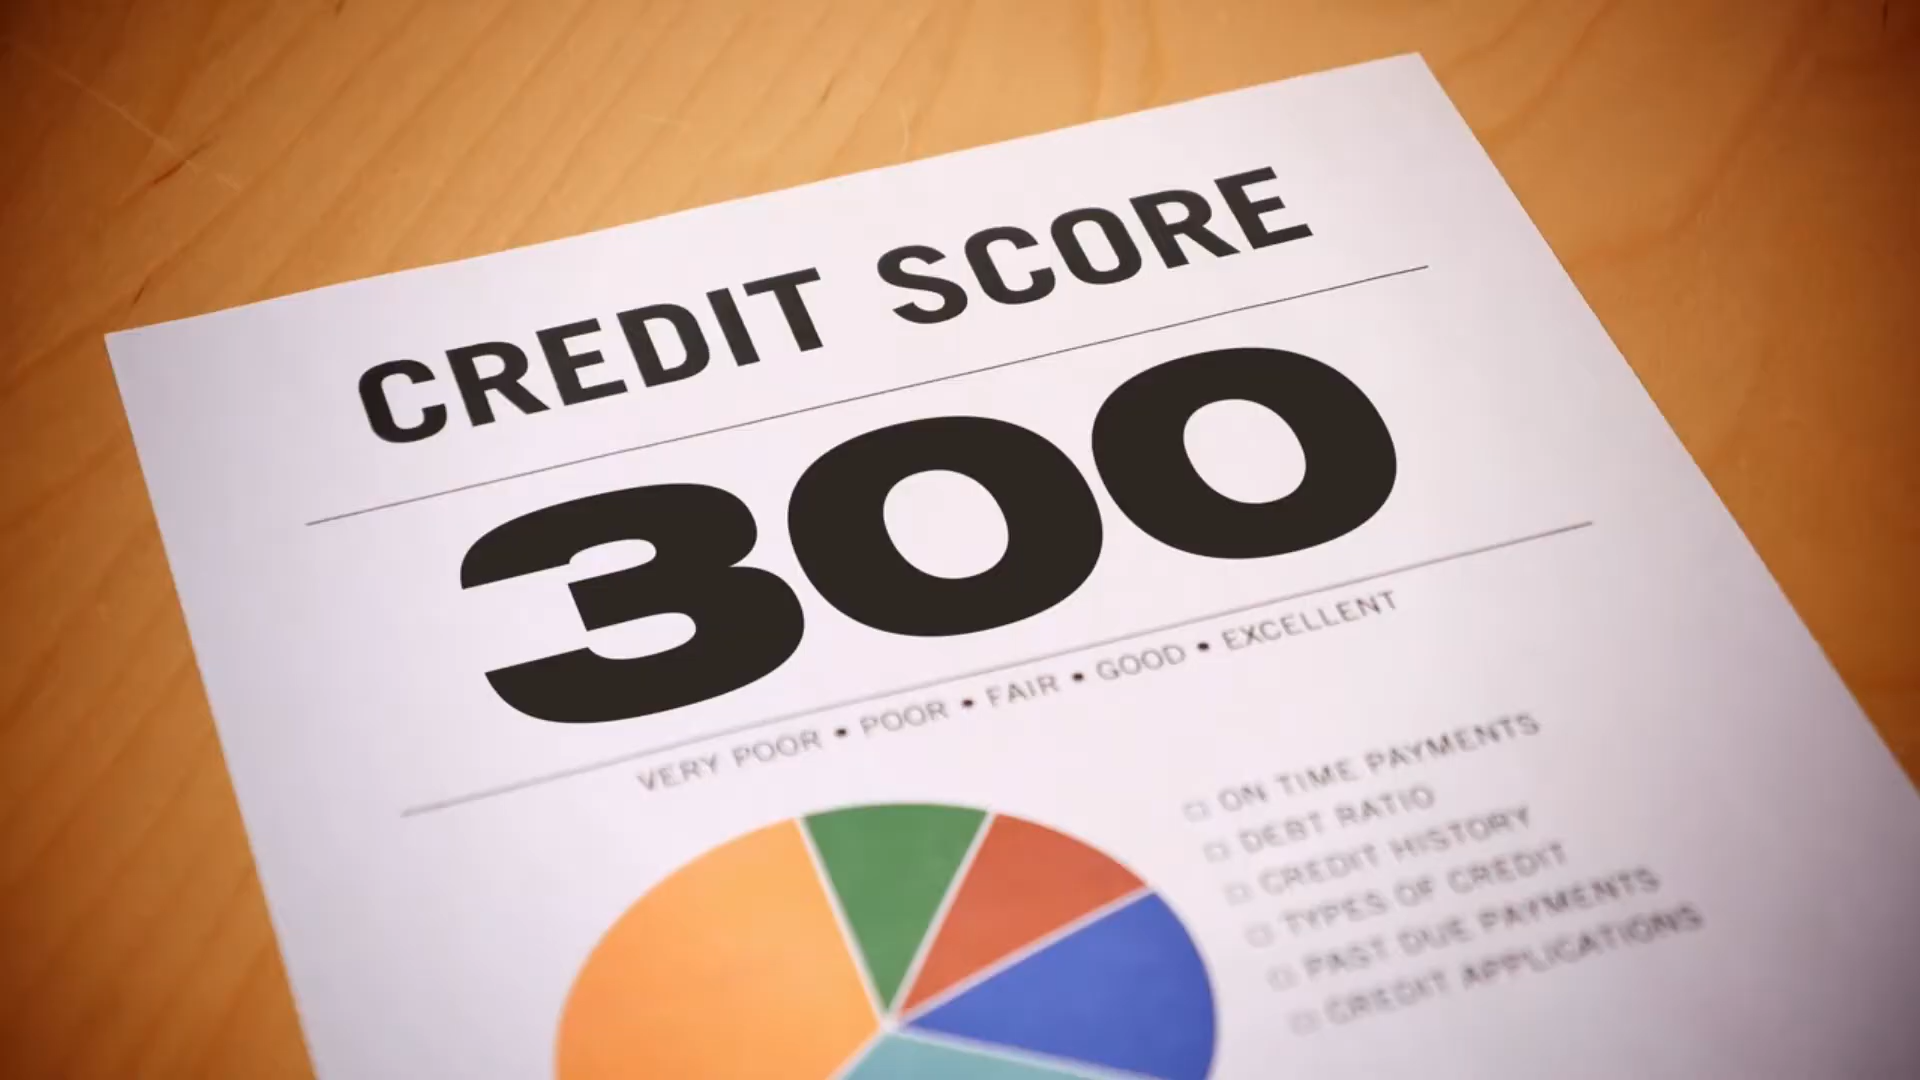 CREDIT SCORE
300
VERY POOR • POOR • FAIR • GOOD • EXCELLENT
ON TIME PAYMENTS
DEBT RATIO
CREDIT HISTORY
TYPES OF CREDIT
PAST DUE PAYMENTS
CREDIT APPLICATIONS